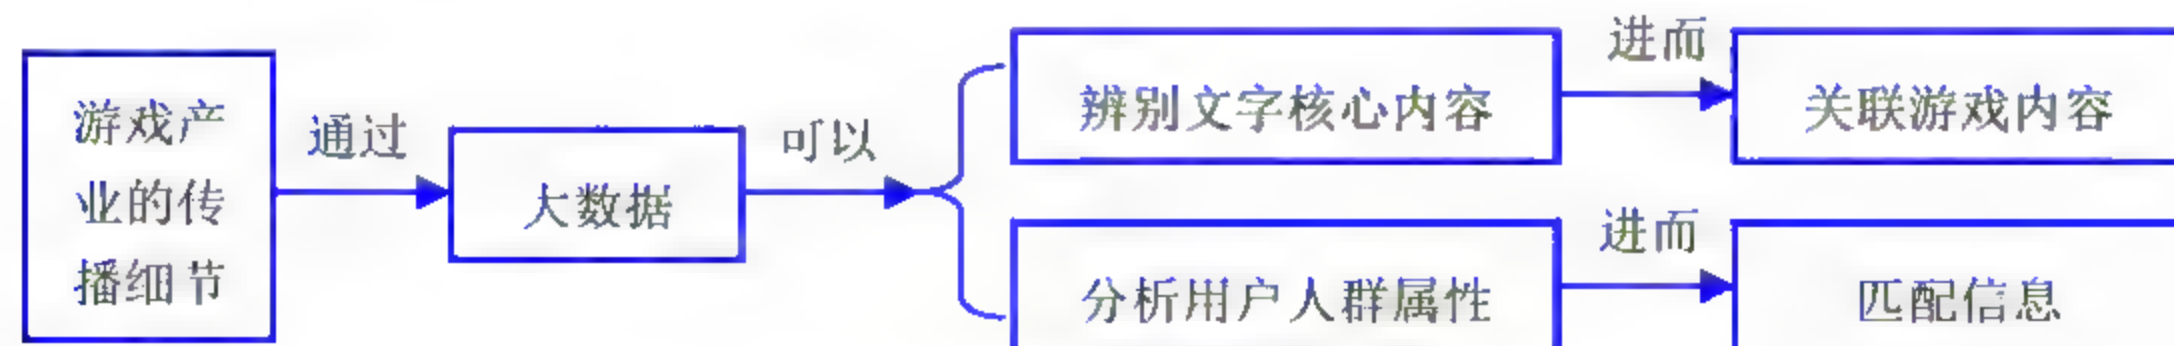 游戏产
业的传
播细节
通过
大数据
可以
辨别文字核心内容
进而
关联游戏内容
分析用户人群属性
进而
匹配信息